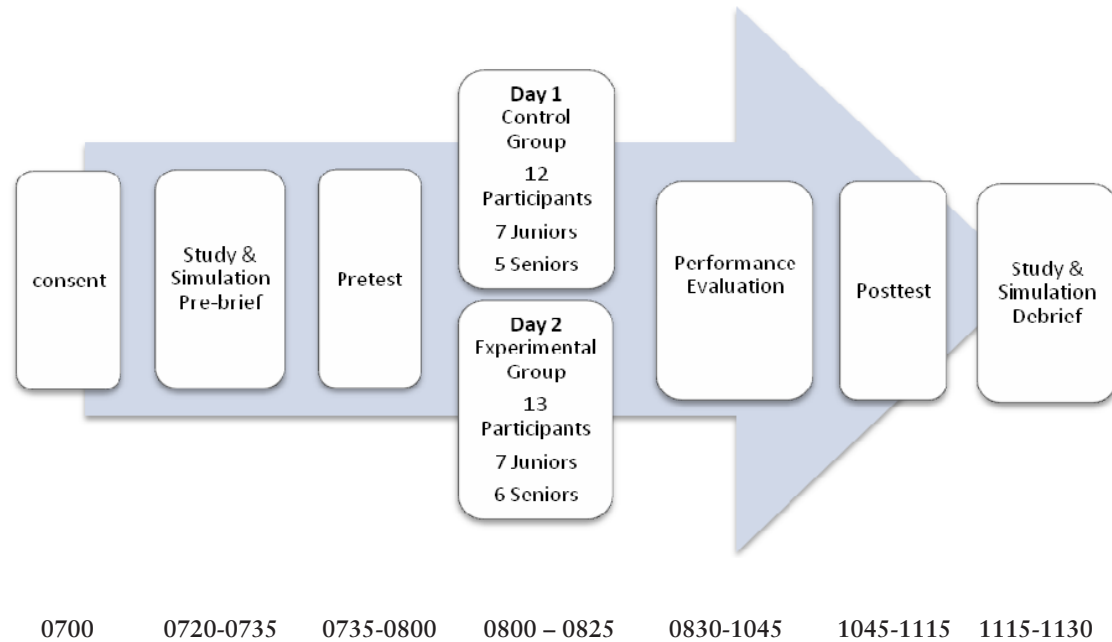 consent
Study &
Simulation
Pre-brief
Pretest
Day 1
Control
Group
12
Participants
7 Juniors
5 Seniors
Day 2
Experimental
Group
13
Participants
7 Juniors
6 Seniors
Performance
Evaluation
Posttest
Study &
Simulation
Debrief
0700 0720-0735 0735-0800 0800 – 0825 0830-1045 1045-1115 1115-1130